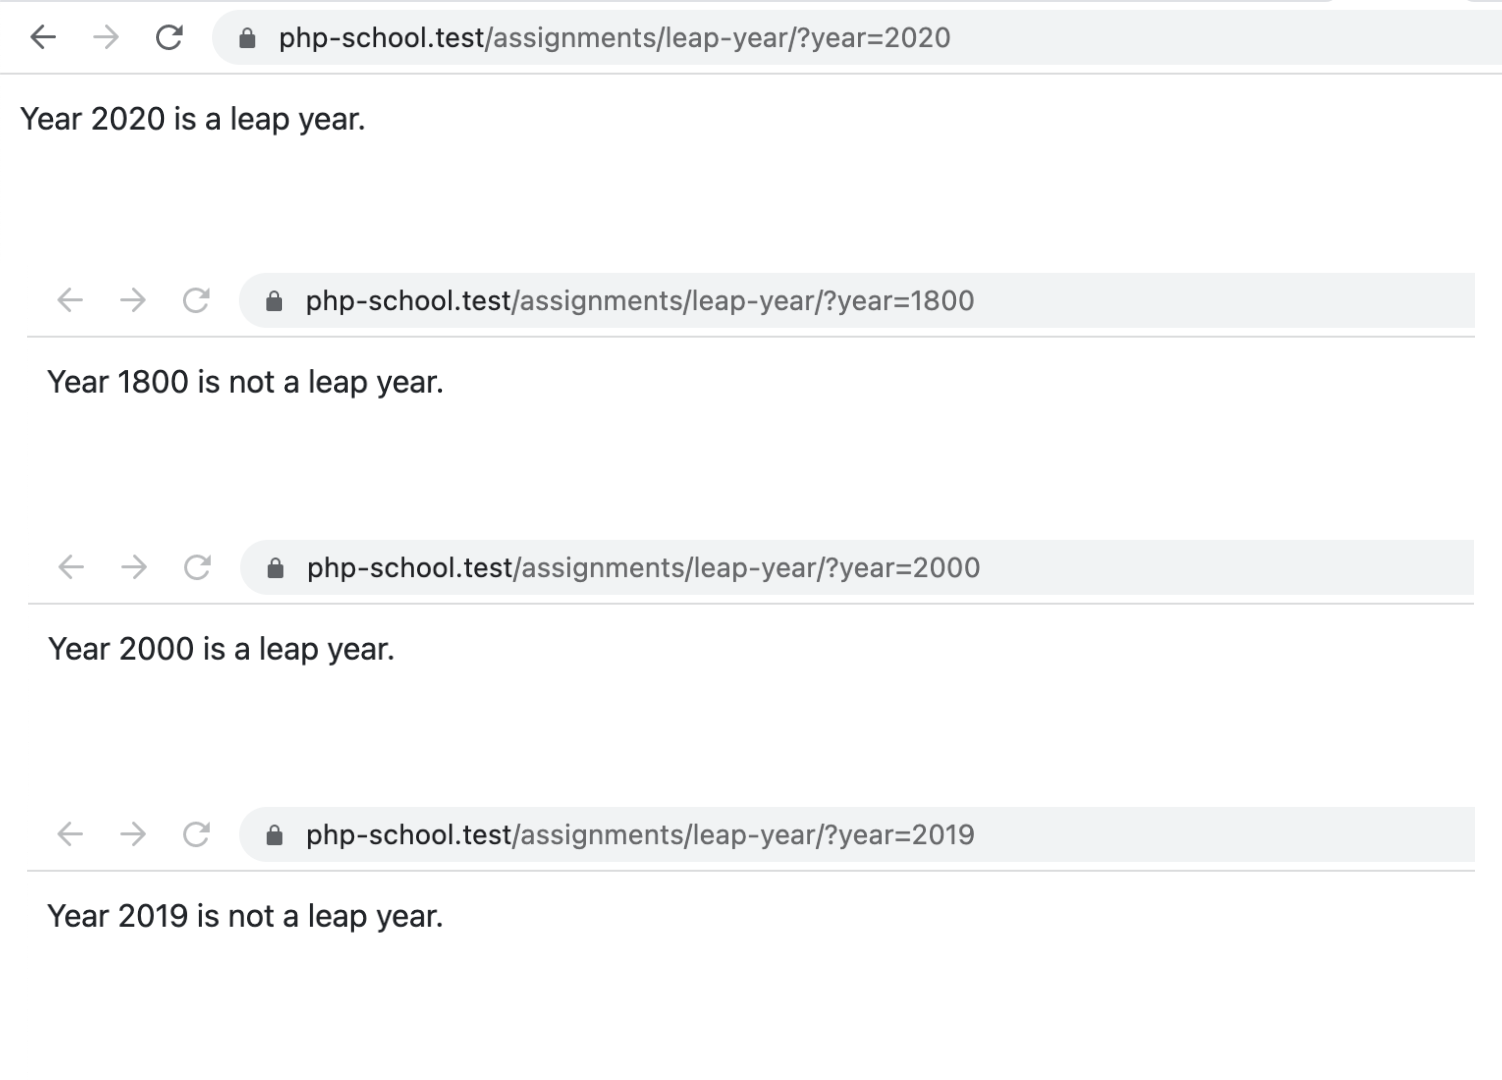 php-school.test/assignments/leap-year/?year=2020
Year 2020 is a leap year.
php-school.test/assignments/leap-year/?year=1800
Year 1800 is not a leap year.
php-school.test/assignments/leap-year/?year=2000
Year 2000 is a leap year.
php-school.test/assignments/leap-year/?year=2019
Year 2019 is not a leap year.